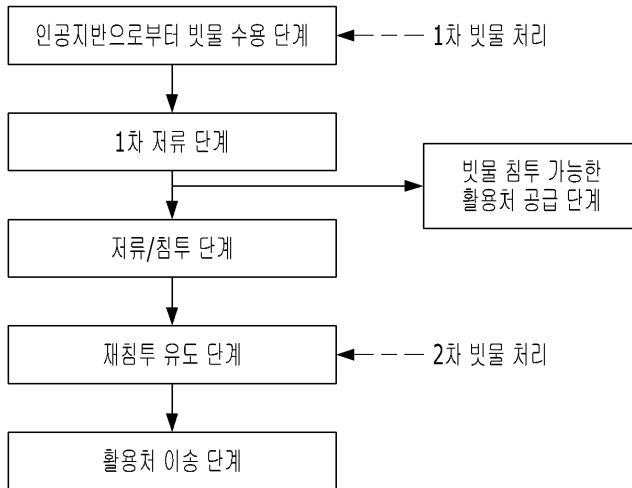 인공지반으로부터 빗물 수용 단계
1차 빗물 처리
1차 저류 단계
빗물 침투 가능한
활용처 공급 단계
저류/침투 단계
재침투 유도 단계
2차 빗물 처리
활용처 이송 단계